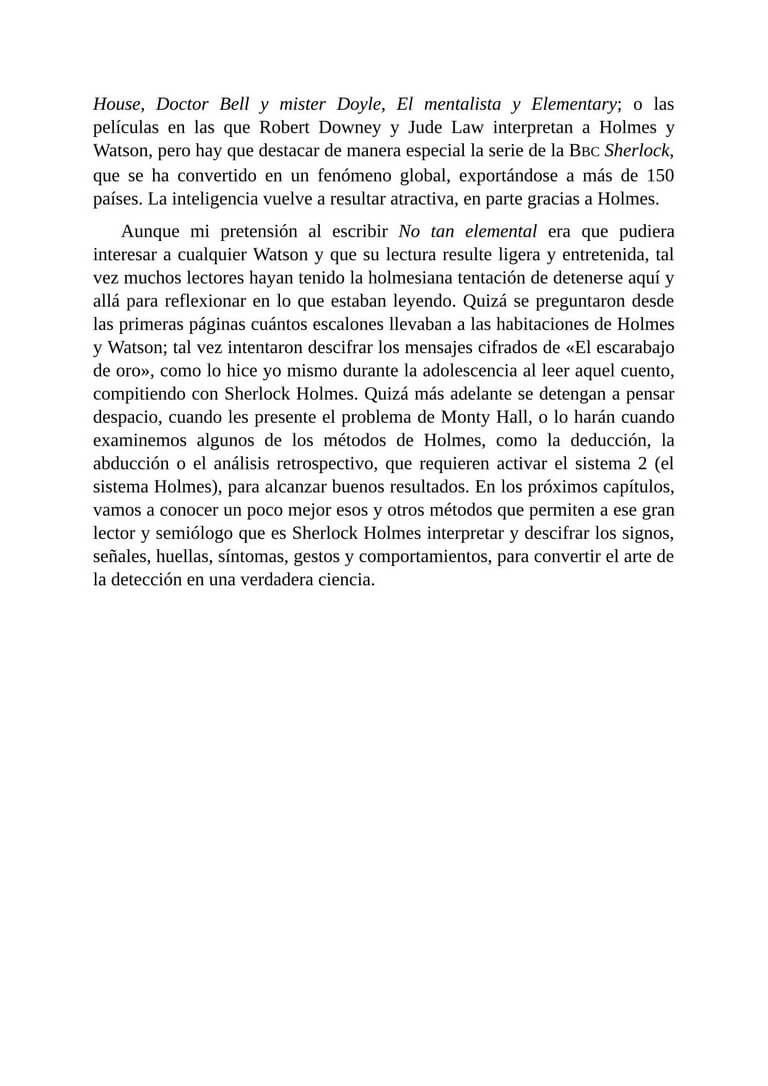 House, Doctor Bell y mister Doyle, El mentalista y Elementary; o las
películas en las que Robert Downey y Jude Law interpretan a Holmes y
Watson, pero hay que destacar de manera especial la serie de la BBC Sherlock,
que se ha convertido en un fenómeno global, exportándose a más de 150
países. La inteligencia vuelve a resultar atractiva, en parte gracias a Holmes.
Aunque mi pretensión al escribir No tan elemental era que pudiera
interesar a cualquier Watson y que su lectura resulte ligera y entretenida, tal
vez muchos lectores hayan tenido la holmesiana tentación de detenerse aquí y
allá para reflexionar en lo que estaban leyendo. Quizá se preguntaron desde
las primeras páginas cuántos escalones llevaban a las habitaciones de Holmes
y Watson; tal vez intentaron descifrar los mensajes cifrados de «El escarabajo
de oro», como lo hice yo mismo durante la adolescencia al leer aquel cuento,
compitiendo con Sherlock Holmes. Quizá más adelante se detengan a pensar
despacio, cuando les presente el problema de Monty Hall, o lo harán cuando
examinemos algunos de los métodos de Holmes, como la deducción, la
abducción o el análisis retrospectivo, que requieren activar el sistema 2 (el
sistema Holmes), para alcanzar buenos resultados. En los próximos capítulos,
vamos a conocer un poco mejor esos y otros métodos que permiten a ese gran
lector y semiólogo que es Sherlock Holmes interpretar y descifrar los signos,
señales, huellas, síntomas, gestos y comportamientos, para convertir el arte de
la detección en una verdadera ciencia.